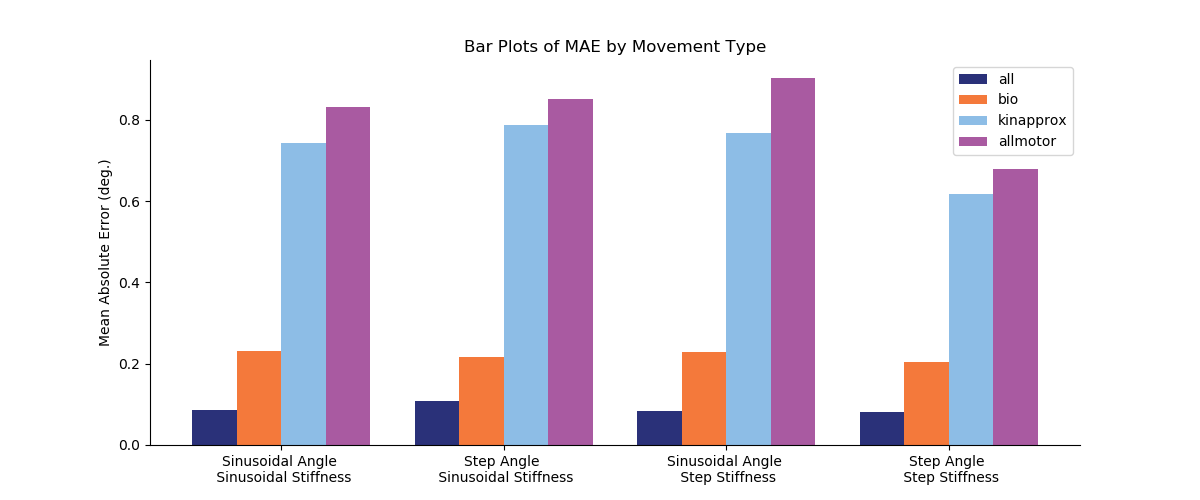 Bar Plots of MAE by Movement Type
all
bio
kinapprox
allmotor
Mean Absolute Error (deg.)
0.8
0.6
0.4
0.2
0.0
Sinusoidal Angle
Sinusoidal Stiffness
Step Angle
Sinusoidal Stiffness
Sinusoidal Angle
Step Stiffness
Step Angle
Step Stiffness